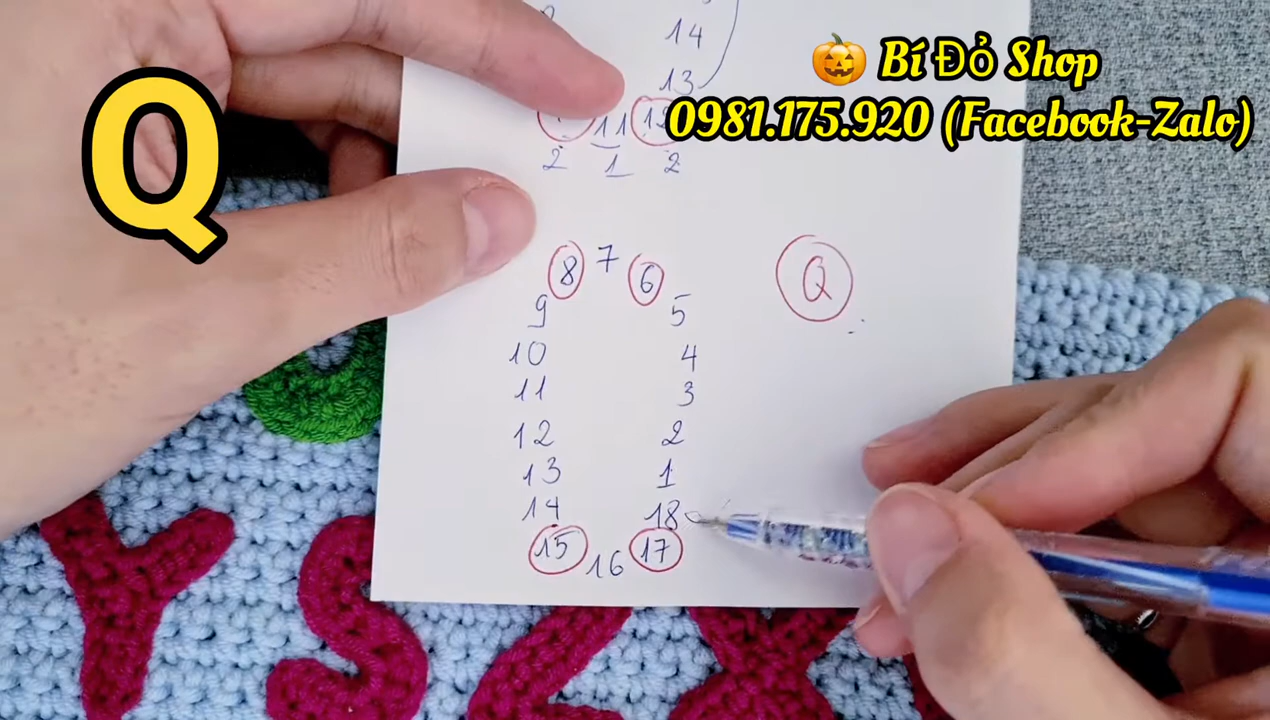 Q
🎃 Bí Đỏ Shop
0981.175.920 (Facebook-Zalo)
14
13
11
2 1 2
8 7 6
Q
9 5
10 4
11 3
12 2
13 1
14 18
15 16 17
Y S Z X